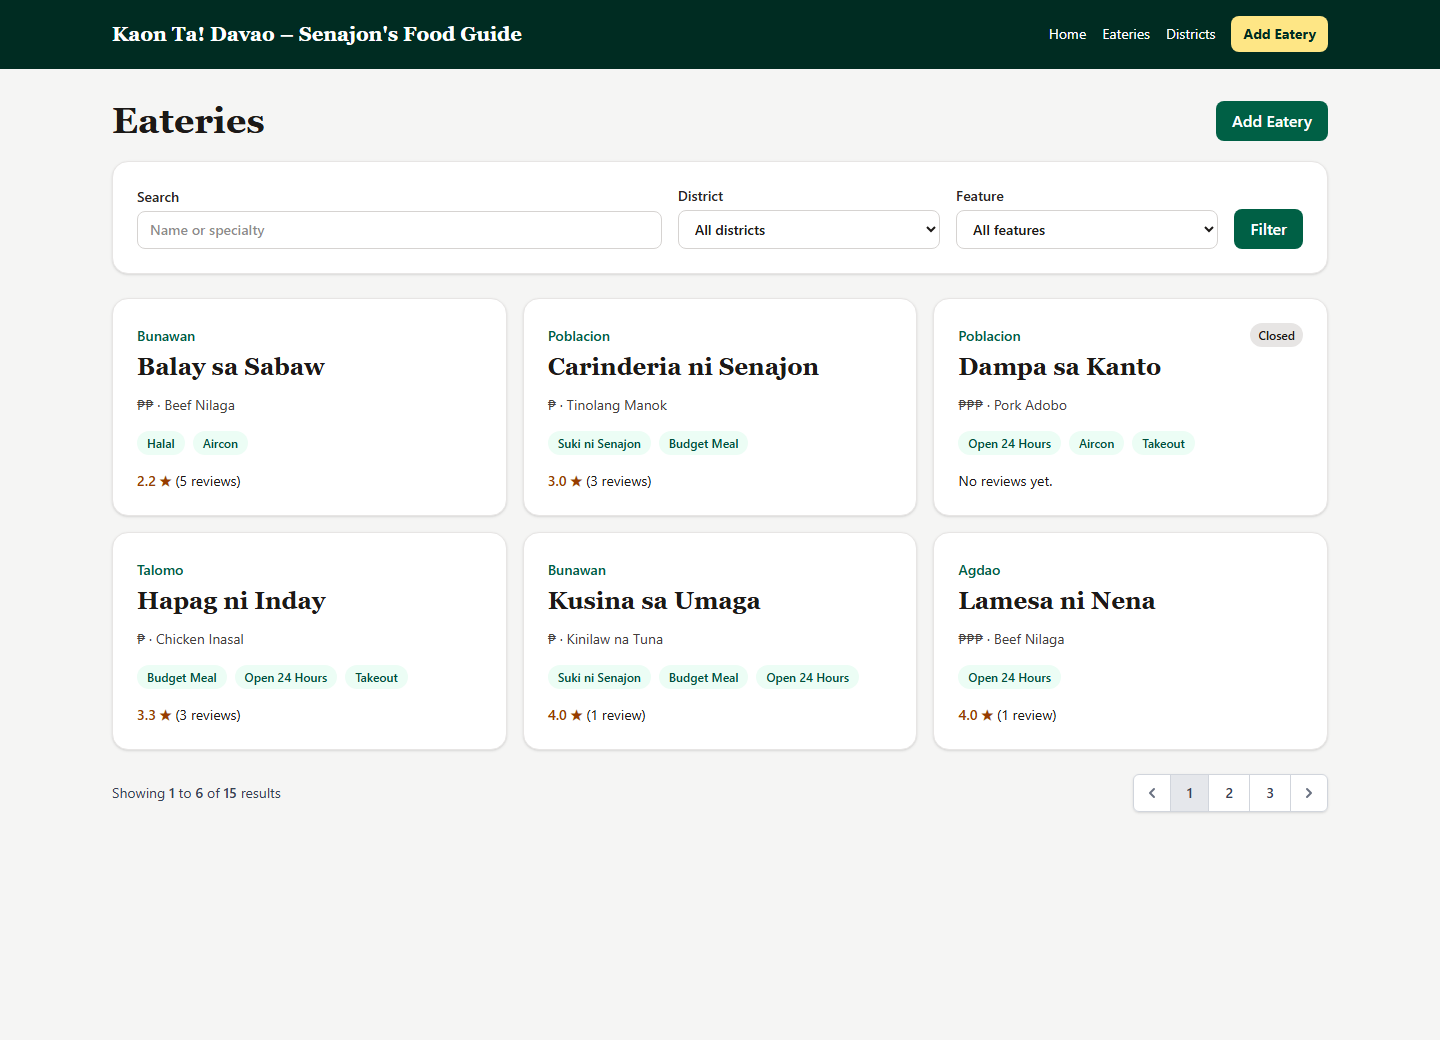 Kaon Ta! Davao – Senajon's Food Guide
Home Eateries Districts Add Eatery
Eateries
Add Eatery
Search
Name or specialty
District
All districts
Feature
All features
Filter
Bunawan
Balay sa Sabaw
₱₱ · Beef Nilaga
Halal Aircon
2.2 ★ (5 reviews)
Poblacion
Carinderia ni Senajon
₱ · Tinolang Manok
Suki ni Senajon Budget Meal
3.0 ★ (3 reviews)
Poblacion
Closed
Dampa sa Kanto
₱₱₱ · Pork Adobo
Open 24 Hours Aircon Takeout
No reviews yet.
Talomo
Hapag ni Inday
₱ · Chicken Inasal
Budget Meal Open 24 Hours Takeout
3.3 ★ (3 reviews)
Bunawan
Kusina sa Umaga
₱ · Kinilaw na Tuna
Suki ni Senajon Budget Meal Open 24 Hours
4.0 ★ (1 review)
Agdao
Lamesa ni Nena
₱₱₱ · Beef Nilaga
Open 24 Hours
4.0 ★ (1 review)
Showing 1 to 6 of 15 results
1 2 3